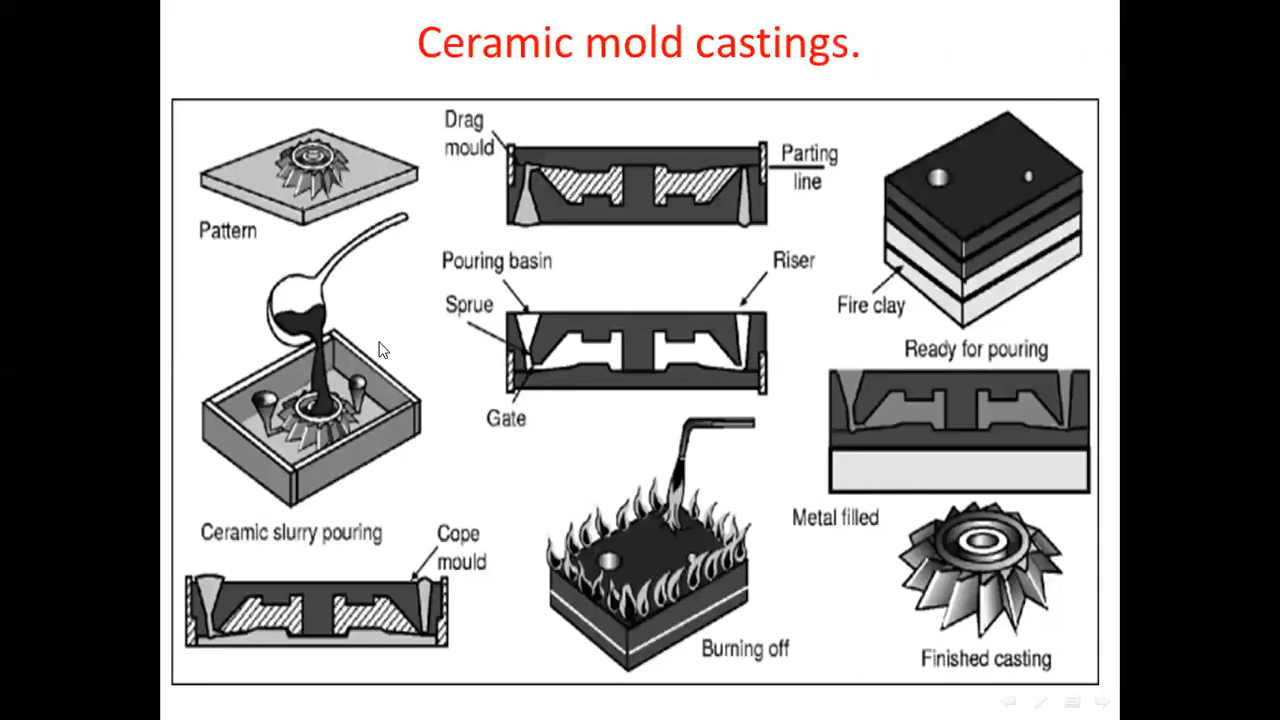 Ceramic mold castings.
Pattern
Ceramic slurry pouring
Cope
mould
Drag
mould
Parting
line
Pouring basin
Riser
Sprue
Gate
Burning off
Fire clay
Ready for pouring
Metal filled
Finished casting